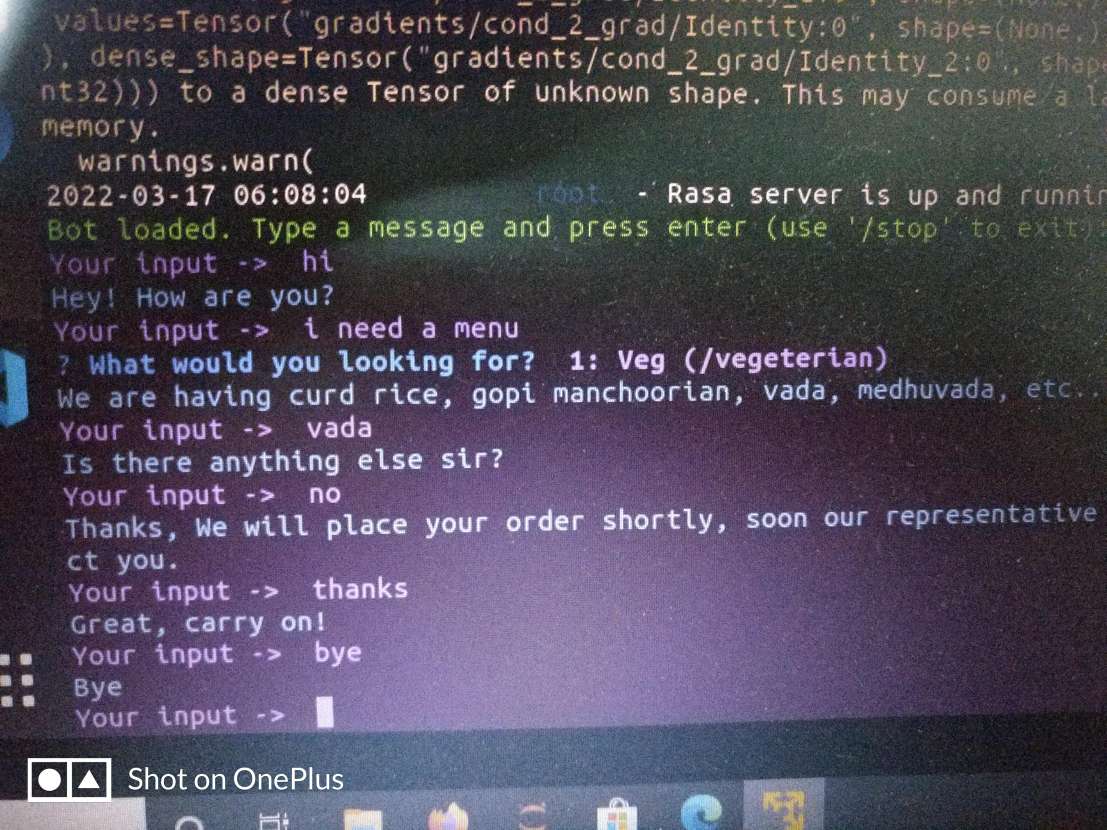 values=Tensor("gradients/cond_2_grad/Identity:0", shape=(None,)
), dense_shape=Tensor("gradients/cond_2_grad/Identity_2:0", shape
nt32))) to a dense Tensor of unknown shape. This may consume a la
memory.
warnings.warn(
2022-03-17 06:08:04 root - Rasa server is up and runnin
Bot loaded. Type a message and press enter (use '/stop' to exit):
Your input -> hi
Hey! How are you?
Your input -> i need a menu
? What would you looking for? 1: Veg (/vegeterian)
We are having curd rice, gopi manchoorian, vada, medhuvada, etc..
Your input -> vada
Is there anything else sir?
Your input -> no
Thanks, We will place your order shortly, soon our representative
ct you.
Your input -> thanks
Great, carry on!
Your input -> bye
Bye
Your input ->
Shot on OnePlus